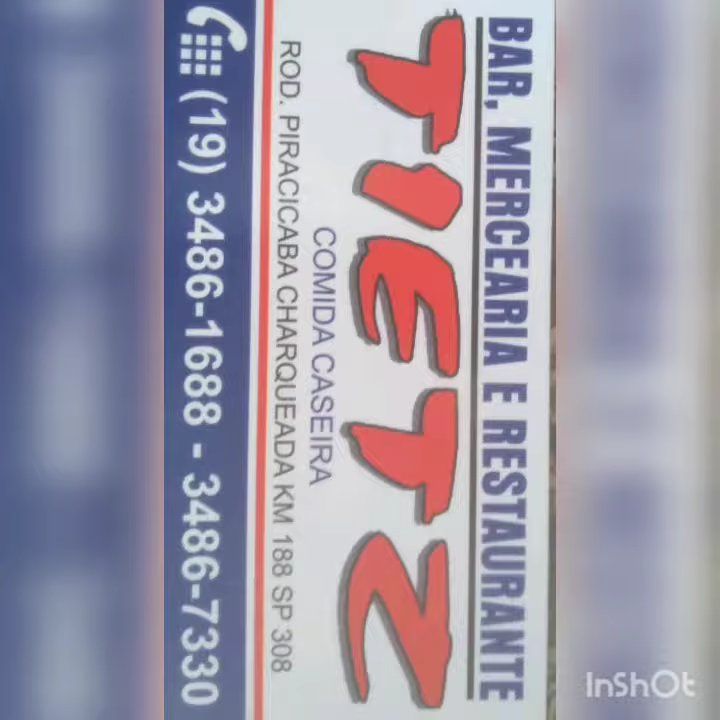 BAR, MERCEARIA E RESTAURANTE
TIETZ
COMIDA CASEIRA
ROD. PIRACICABA CHARQUEADA KM 188 SP 308
(19) 3486-1688 - 3486-7330
InShOt